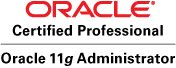 ORACLE
Certified Professional
Oracle 11g Administrator